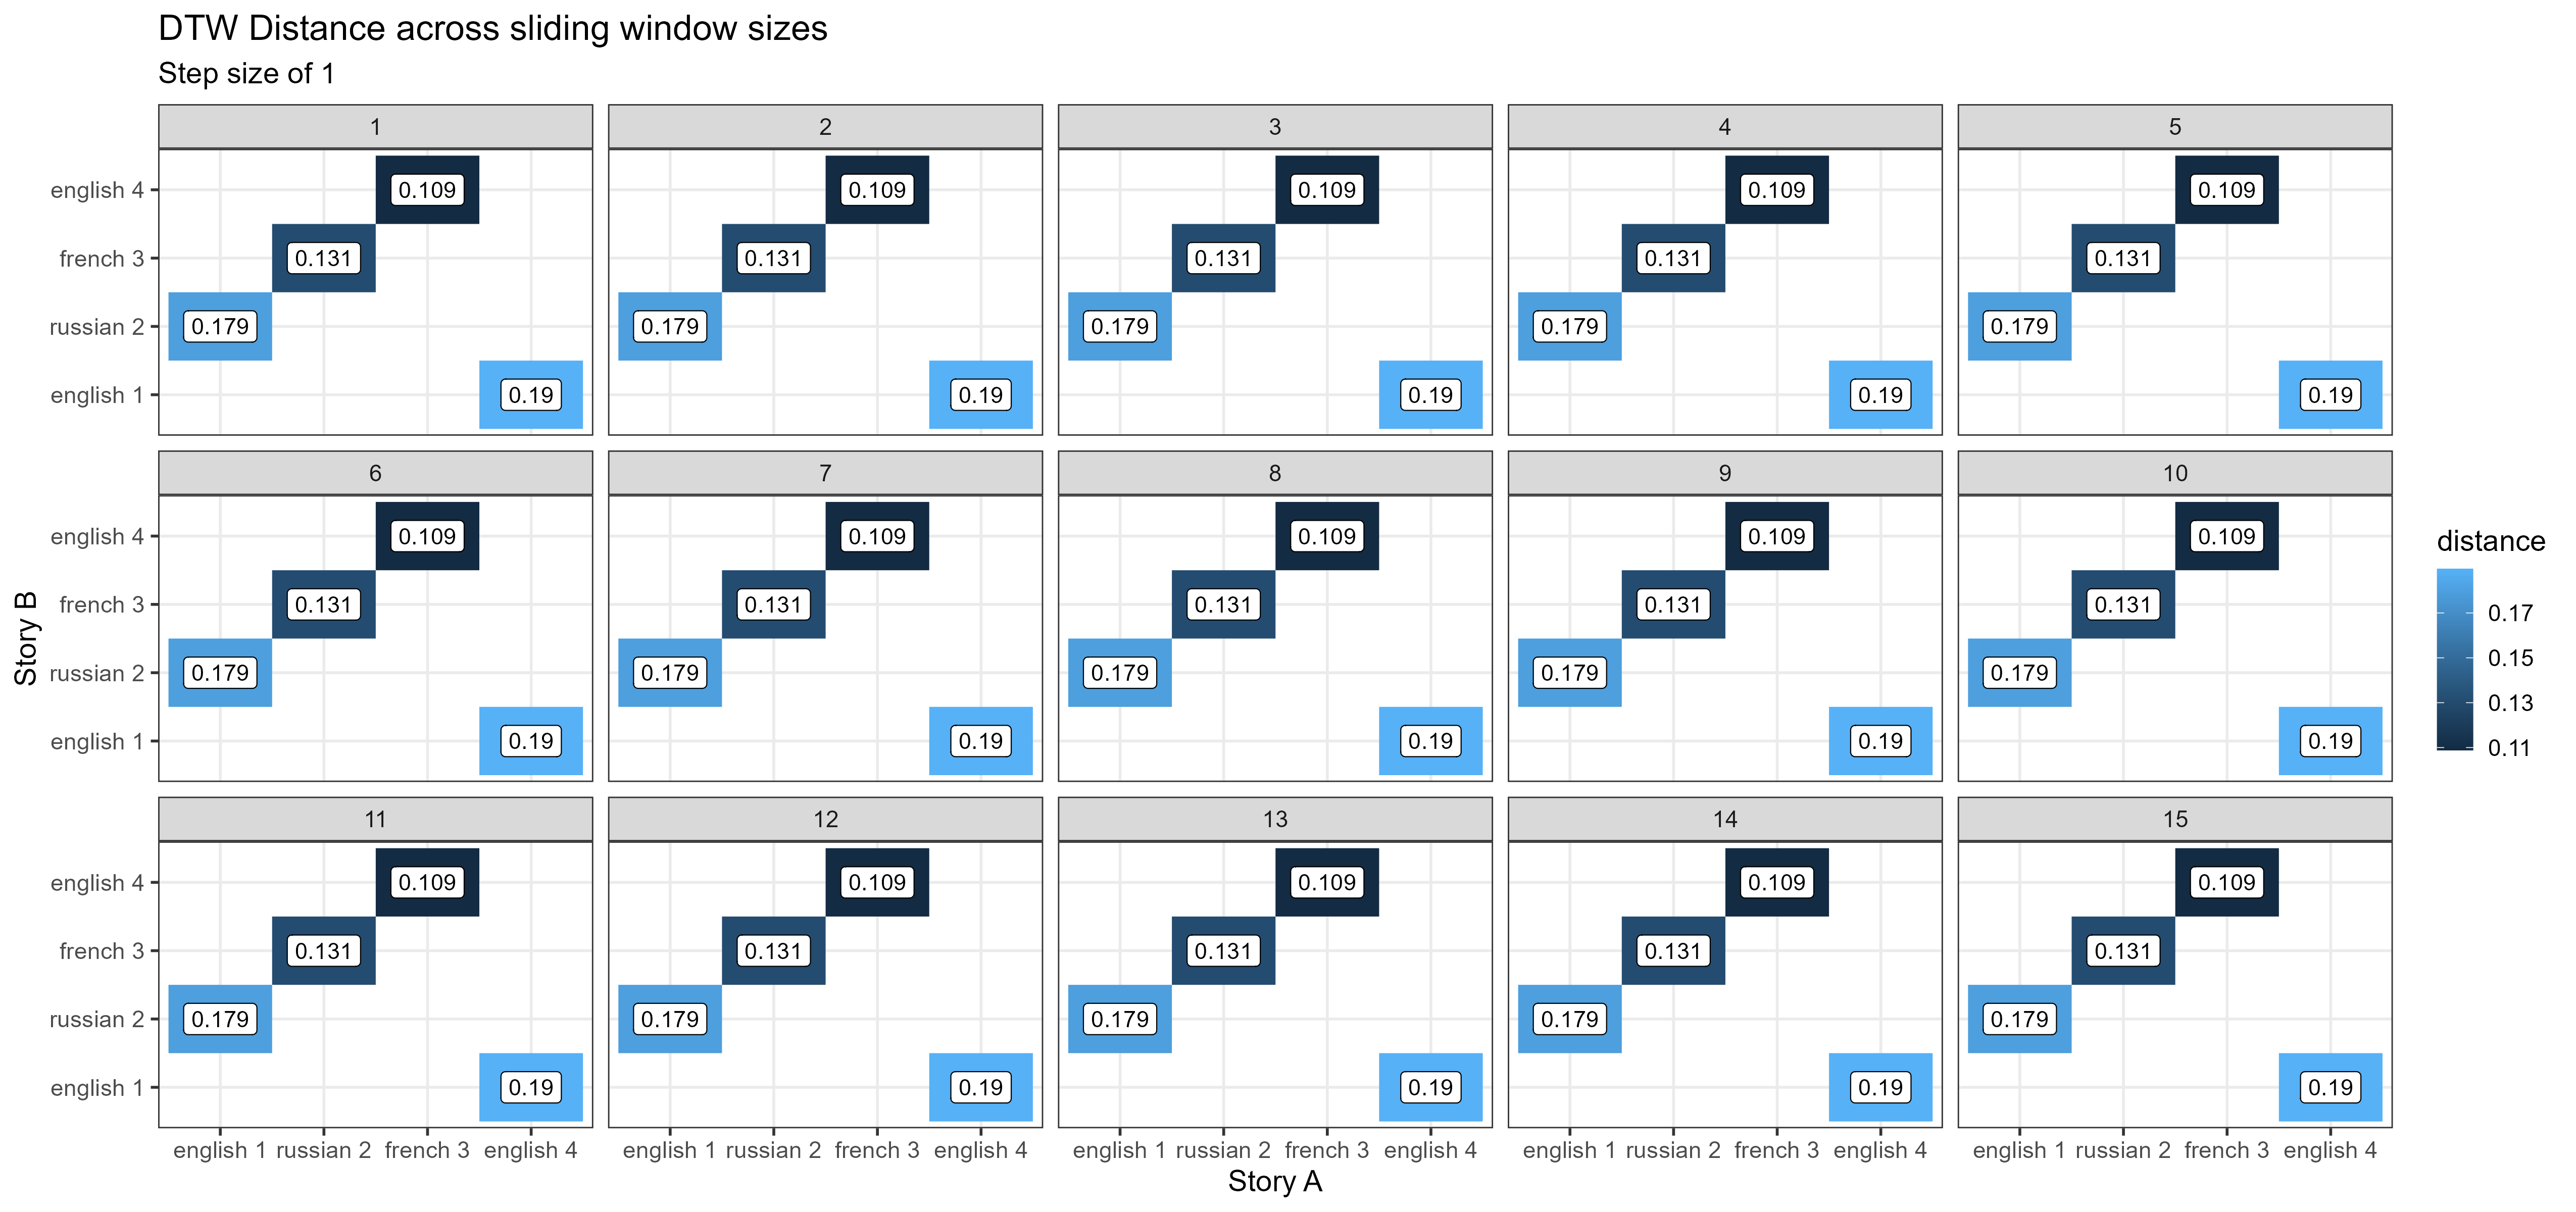 DTW Distance across sliding window sizes
Step size of 1
1 2 3 4 5
english 4 0.109 0.109 0.109 0.109 0.109
french 3 0.131 0.131 0.131 0.131 0.131
russian 2 0.179 0.179 0.179 0.179 0.179
english 1 0.19 0.19 0.19 0.19 0.19
6 7 8 9 10
english 4 0.109 0.109 0.109 0.109 0.109
french 3 0.131 0.131 0.131 0.131 0.131
russian 2 0.179 0.179 0.179 0.179 0.179
english 1 0.19 0.19 0.19 0.19 0.19
11 12 13 14 15
english 4 0.109 0.109 0.109 0.109 0.109
french 3 0.131 0.131 0.131 0.131 0.131
russian 2 0.179 0.179 0.179 0.179 0.179
english 1 0.19 0.19 0.19 0.19 0.19
english 1 russian 2 french 3 english 4 english 1 russian 2 french 3 english 4 english 1 russian 2 french 3 english 4 english 1 russian 2 french 3 english 4 english 1 russian 2 french 3 english 4
Story A
Story B
distance
0.17
0.15
0.13
0.11